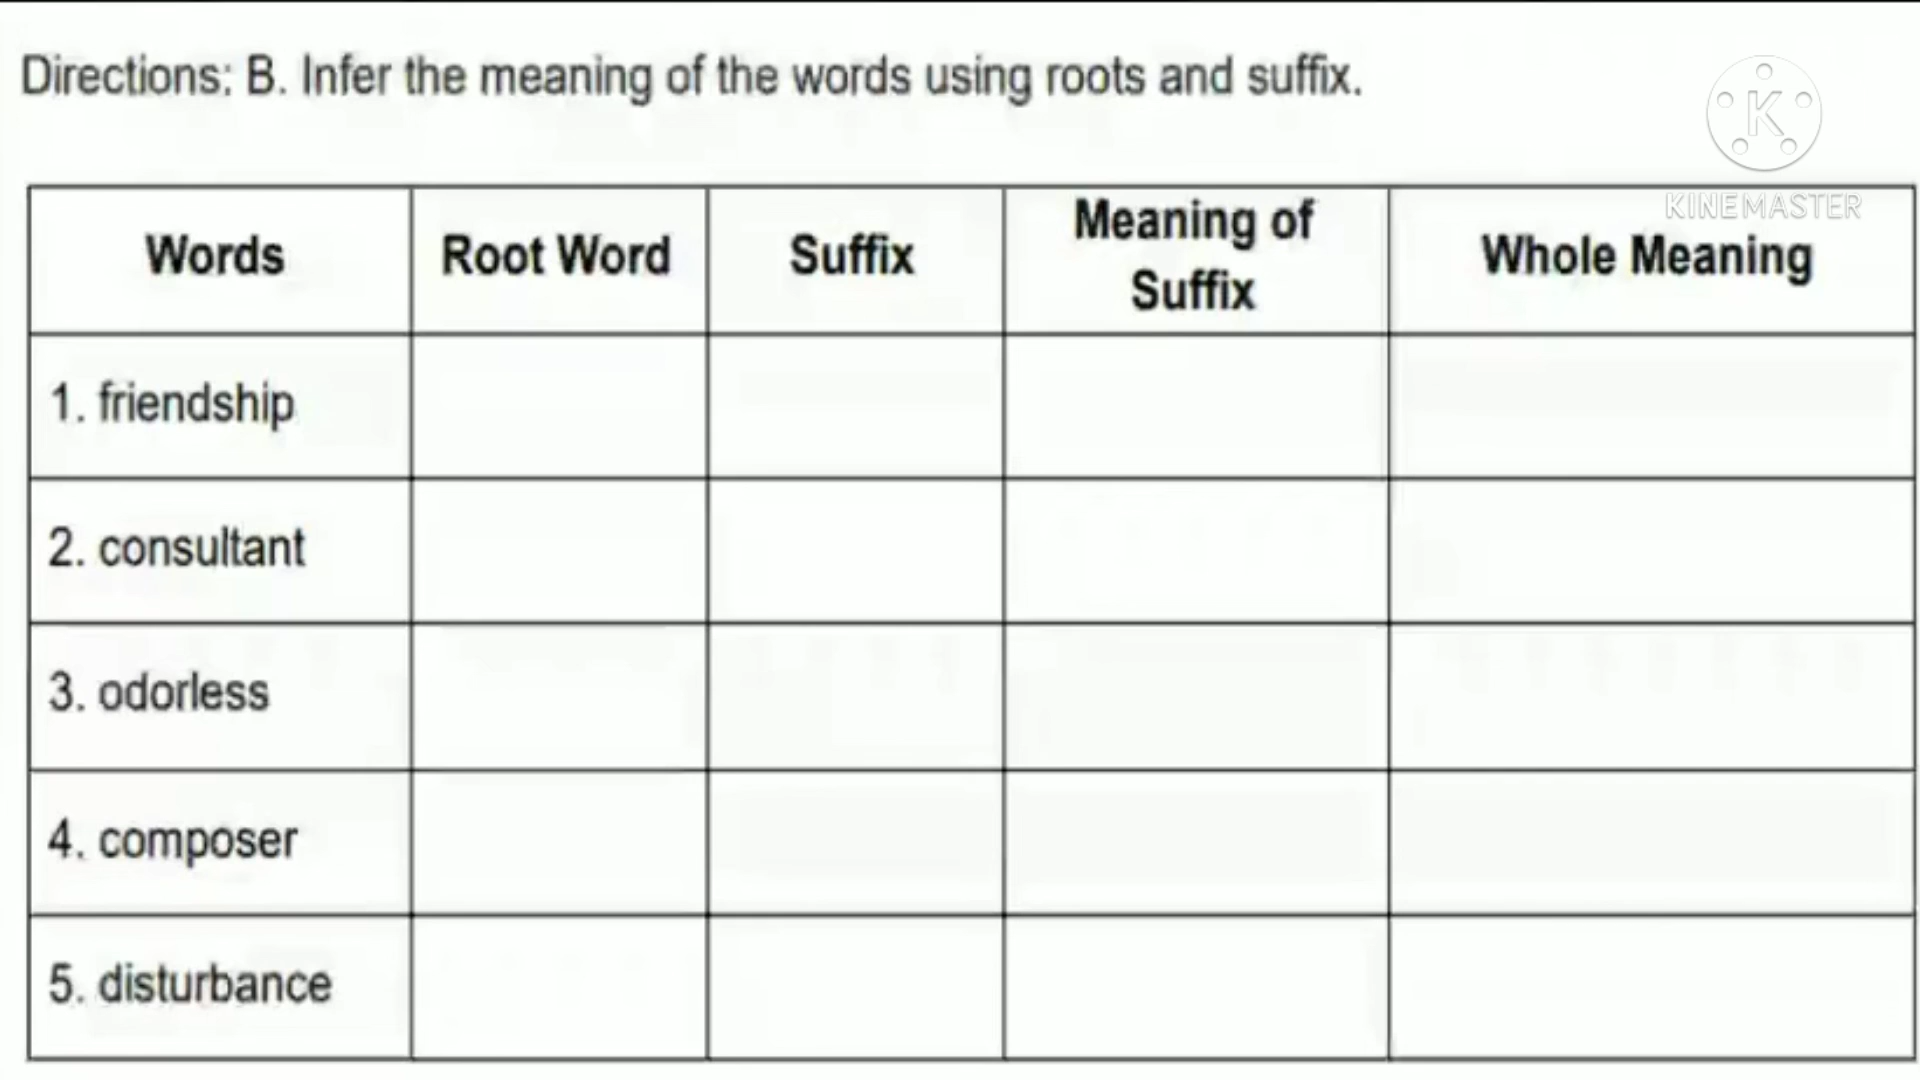 Directions: B. Infer the meaning of the words using roots and suffix.
K
KINEMASTER
Words
Root Word
Suffix
Meaning of
Suffix
Whole Meaning
1. friendship
2. consultant
3. odorless
4. composer
5. disturbance